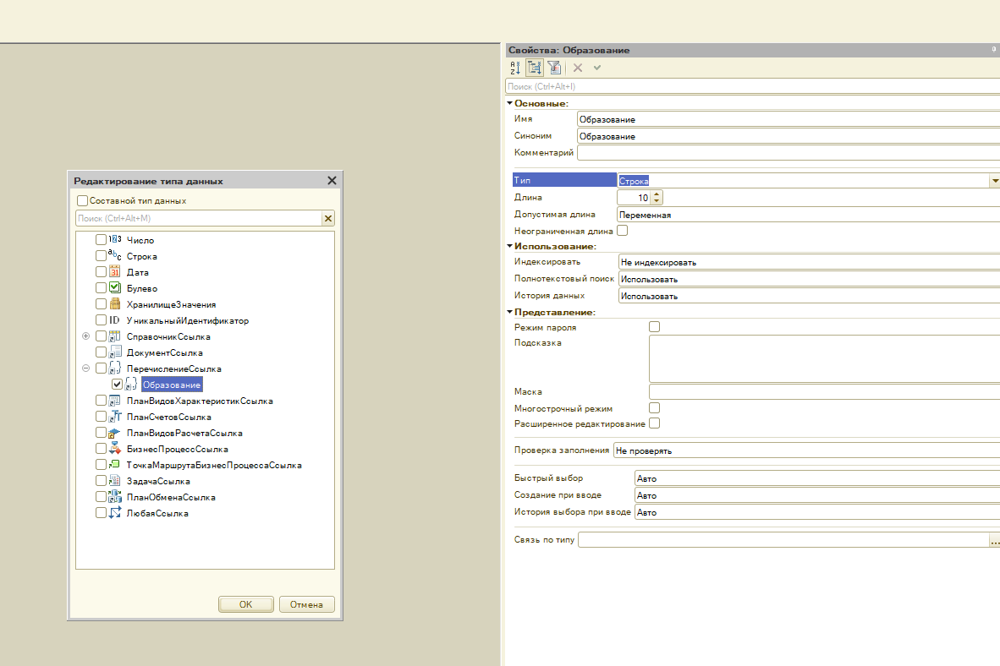 Свойства: Образование
Поиск (Ctrl+Alt+I)
Основные:
Имя Образование
Синоним Образование
Комментарий
Тип Строка
Длина 10
Допустимая длина Переменная
Неограниченная длина
Использование:
Индексировать Не индексировать
Полнотекстовый поиск Использовать
История данных Использовать
Представление:
Режим пароля
Подсказка
Маска
Многострочный режим
Расширенное редактирование
Проверка заполнения Не проверять
Быстрый выбор Авто
Создание при вводе Авто
История выбора при вводе Авто
Связь по типу ...
Редактирование типа данных
Составной тип данных
Поиск (Ctrl+Alt+M)
Число
Строка
Дата
Булево
ХранилищеЗначения
ID УникальныйИдентификатор
СправочникСсылка
ДокументСсылка
ПеречислениеСсылка
Образование
ПланВидовХарактеристикСсылка
ПланСчетовСсылка
ПланВидовРасчетаСсылка
БизнесПроцессСсылка
ТочкаМаршрутаБизнесПроцессаСсылка
ЗадачаСсылка
ПланОбменаСсылка
ЛюбаяСсылка
OK Отмена